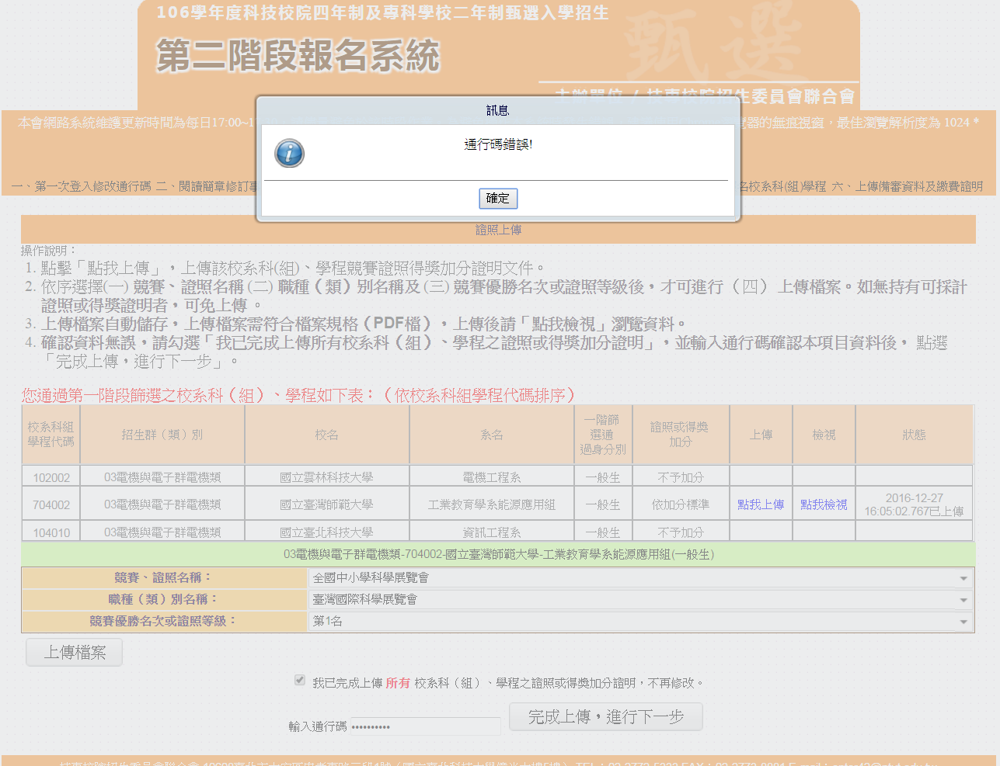 106學年度科技校院四年制及專科學校二年制甄選入學招生
甄選
第二階段報名系統
主辦單位 / 技專校院招生委員會聯合會
訊息
本會網路系統維護更新時間為每日17:00~1
覽器的無痕視窗，最佳瀏覽解析度為 1024 *
通行碼錯誤!
一、第一次登入修改通行碼 二、閱讀簡章修訂事
名校系科(組)學程 六、上傳備審資料及繳費證明
確定
證照上傳
操作說明：
1. 點擊「點我上傳」，上傳該校系科(組)、學程競賽證照得獎加分證明文件。
2. 依序選擇(一) 競賽、證照名稱 (二) 職種（類）別名稱及 (三) 競賽優勝名次或證照等級後，才可進行（四） 上傳檔案。如無持有可採計
證照或得獎證明者，可免上傳 。
3. 上傳檔案自動儲存，上傳檔案需符合檔案規格（PDF檔），上傳後請「點我檢視」瀏覽資料。
4. 確認資料無誤，請勾選「我已完成上傳所有校系科（組）、學程之證照或得獎加分證明」，並輸入通行碼確認本項目資料後， 點選
「完成上傳，進行下一步」。
您通過第一階段篩選之校系科（組）、學程如下表：（依校系科組學程代碼排序）
校系科組學程代碼 招生群（類）別 校名 系名 一階篩選通過身分別 證照或得獎加分 上傳 檢視 狀態
102002 03電機與電子群電機類 國立雲林科技大學 電機工程系 一般生 不予加分
704002 03電機與電子群電機類 國立臺灣師範大學 工業教育學系能源應用組 一般生 依加分標準 點我上傳 點我檢視 2016-12-27 16:05:02.767已上傳
104010 03電機與電子群電機類 國立臺北科技大學 資訊工程系 一般生 不予加分
03電機與電子群電機類-704002-國立臺灣師範大學-工業教育學系能源應用組(一般生)
競賽、證照名稱： 全國中小學科學展覽會
職種（類）別名稱： 臺灣國際科學展覽會
競賽優勝名次或證照等級： 第1名
上傳檔案
我已完成上傳 所有 校系科（組）、學程之證照或得獎加分證明，不再修改。
輸入通行碼 •••••••••• 完成上傳，進行下一步